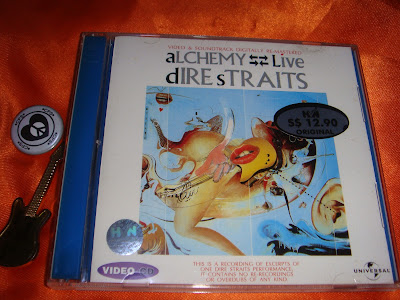 VIDEO & SOUNDTRACK DIGITALLY RE-MASTERED
aLCHEMY Live
dIRE sTRAITS
S$ 12.90
ORIGINAL
THIS IS A RECORDING OF EXCERPTS OF
ONE DIRE STRAITS PERFORMANCE,
IT CONTAINS NO RE-RECORDING
OR OVERDUBS OF ANY KIND.
VIDEO CD
UNIVERSAL